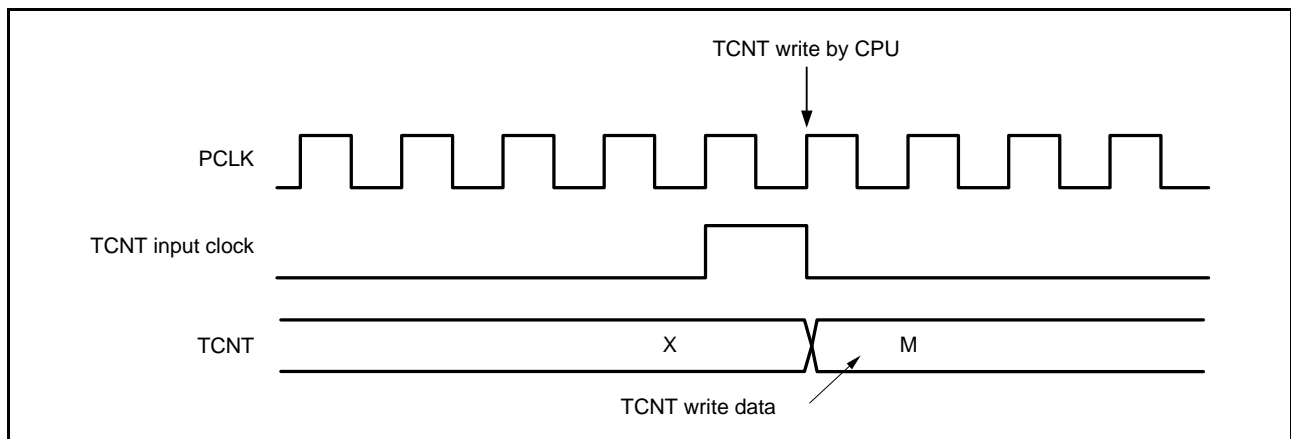 TCNT write by CPU
PCLK
TCNT input clock
TCNT
X
M
TCNT write data